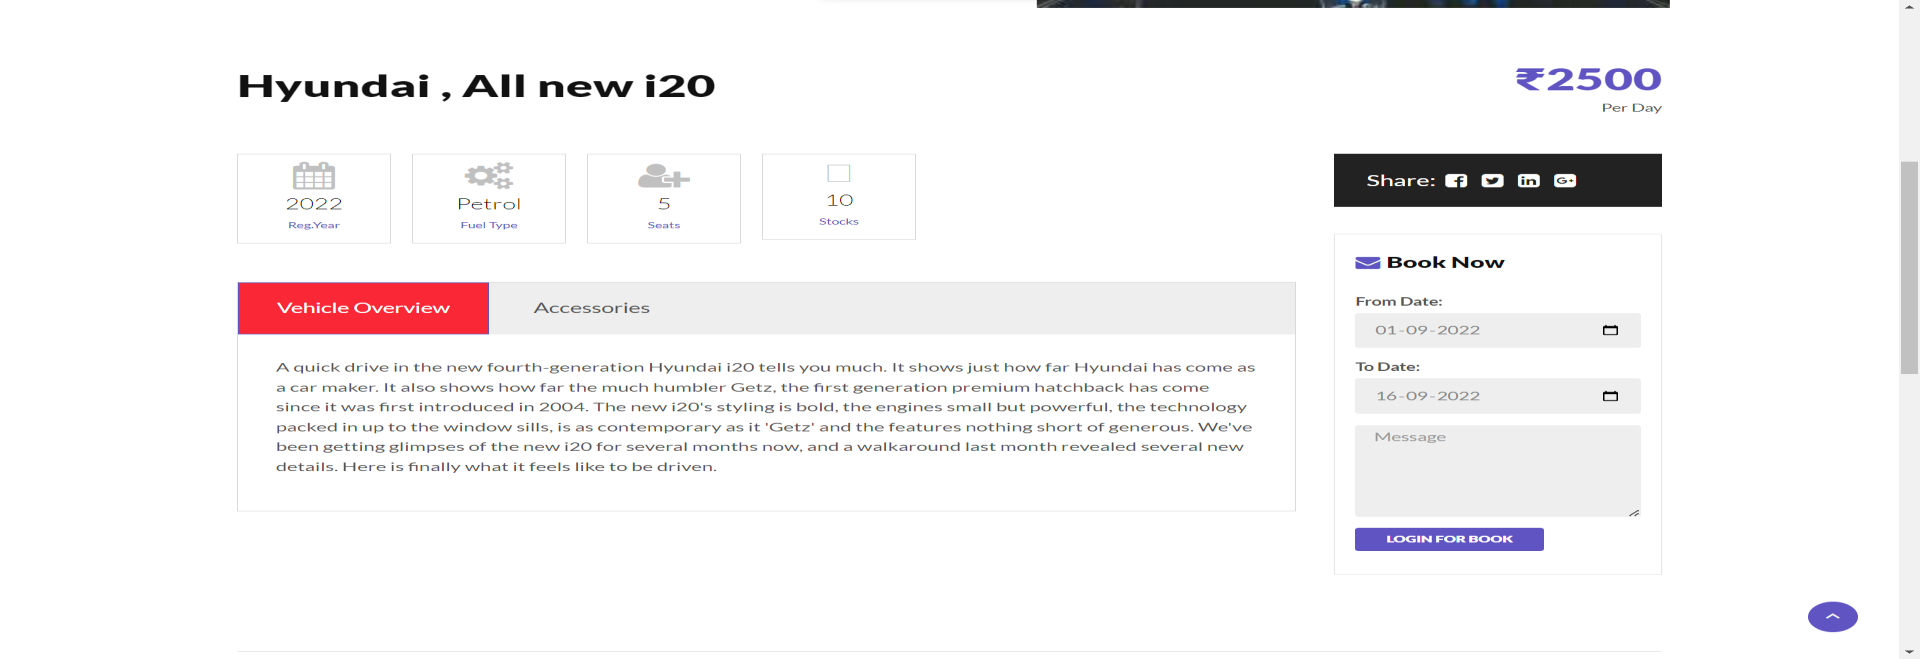 Hyundai , All new i20
₹2500
Per Day
2022
Reg.Year
Petrol
Fuel Type
5
Seats
10
Stocks
Share:
Vehicle Overview
Accessories
A quick drive in the new fourth-generation Hyundai i20 tells you much. It shows just how far Hyundai has come as
a car maker. It also shows how far the much humbler Getz, the first generation premium hatchback has come
since it was first introduced in 2004. The new i20's styling is bold, the engines small but powerful, the technology
packed in up to the window sills, is as contemporary as it 'Getz' and the features nothing short of generous. We've
been getting glimpses of the new i20 for several months now, and a walkaround last month revealed several new
details. Here is finally what it feels like to be driven.
Book Now
From Date:
01-09-2022
To Date:
16-09-2022
Message
LOGIN FOR BOOK